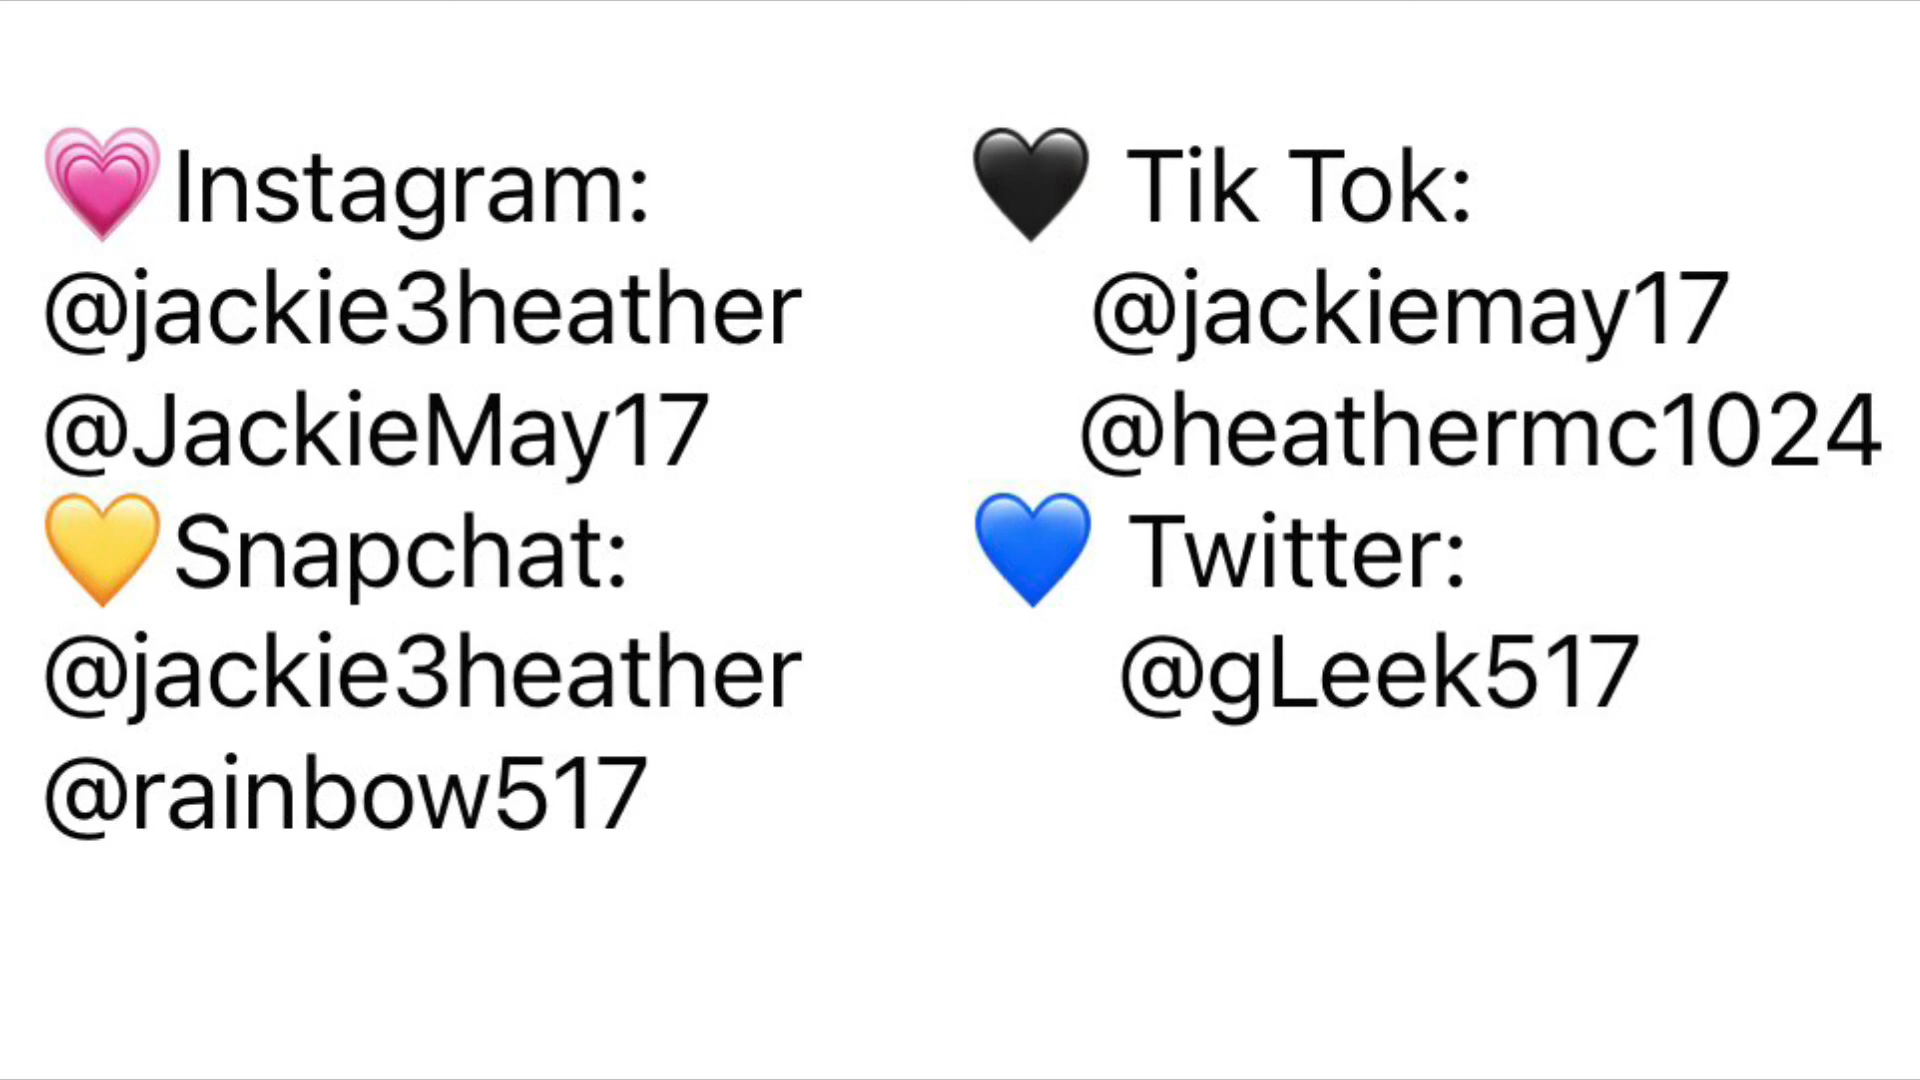 💗Instagram:
@jackie3heather
@JackieMay17
💛Snapchat:
@jackie3heather
@rainbow517
🖤 Tik Tok:
@jackiemay17
@heathermc1024
💙 Twitter:
@gLeek517